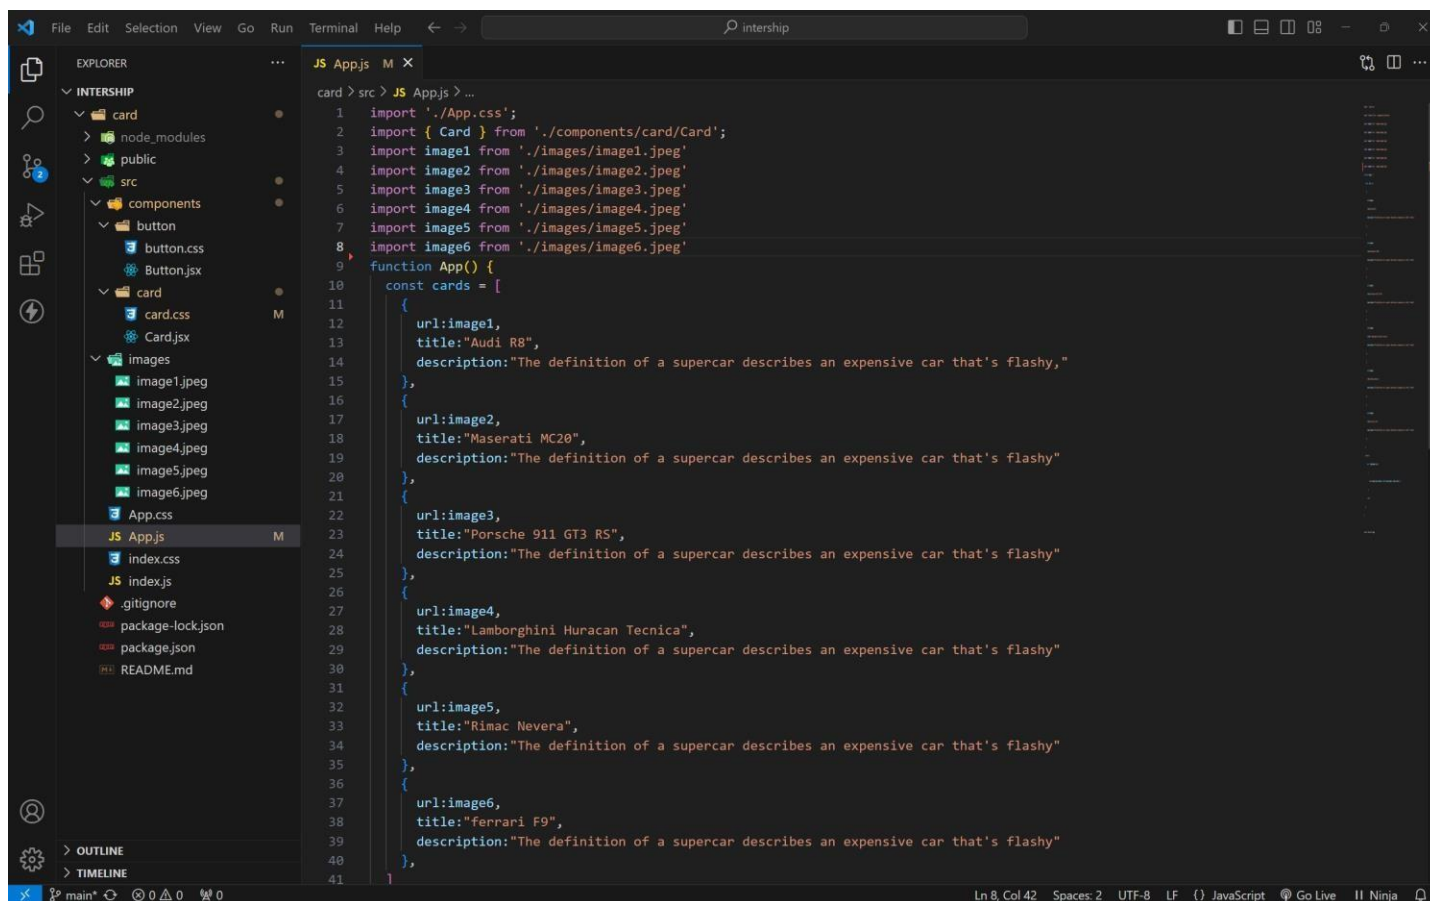 File Edit Selection View Go Run Terminal Help intership
EXPLORER
INTERSHIP
card
node_modules
public
src
components
button
button.css
Button.jsx
card
card.css M
Card.jsx
images
image1.jpeg
image2.jpeg
image3.jpeg
image4.jpeg
image5.jpeg
image6.jpeg
App.css
JS App.js M
index.css
JS index.js
.gitignore
package-lock.json
package.json
README.md
OUTLINE
TIMELINE
JS App.js M
card > src > JS App.js > ...
1 import './App.css';
2 import { Card } from './components/card/Card';
3 import image1 from './images/image1.jpeg'
4 import image2 from './images/image2.jpeg'
5 import image3 from './images/image3.jpeg'
6 import image4 from './images/image4.jpeg'
7 import image5 from './images/image5.jpeg'
8 import image6 from './images/image6.jpeg'
9 function App() {
10 const cards = [
11 {
12 url:image1,
13 title:"Audi R8",
14 description:"The definition of a supercar describes an expensive car that's flashy,"
15 },
16 {
17 url:image2,
18 title:"Maserati MC20",
19 description:"The definition of a supercar describes an expensive car that's flashy"
20 },
21 {
22 url:image3,
23 title:"Porsche 911 GT3 RS",
24 description:"The definition of a supercar describes an expensive car that's flashy"
25 },
26 {
27 url:image4,
28 title:"Lamborghini Huracan Tecnica",
29 description:"The definition of a supercar describes an expensive car that's flashy"
30 },
31 {
32 url:image5,
33 title:"Rimac Nevera",
34 description:"The definition of a supercar describes an expensive car that's flashy"
35 },
36 {
37 url:image6,
38 title:"ferrari F9",
39 description:"The definition of a supercar describes an expensive car that's flashy"
40 },
41 ]
main* 0 0 0 Ln 8, Col 42 Spaces: 2 UTF-8 LF {} JavaScript Go Live Ninja